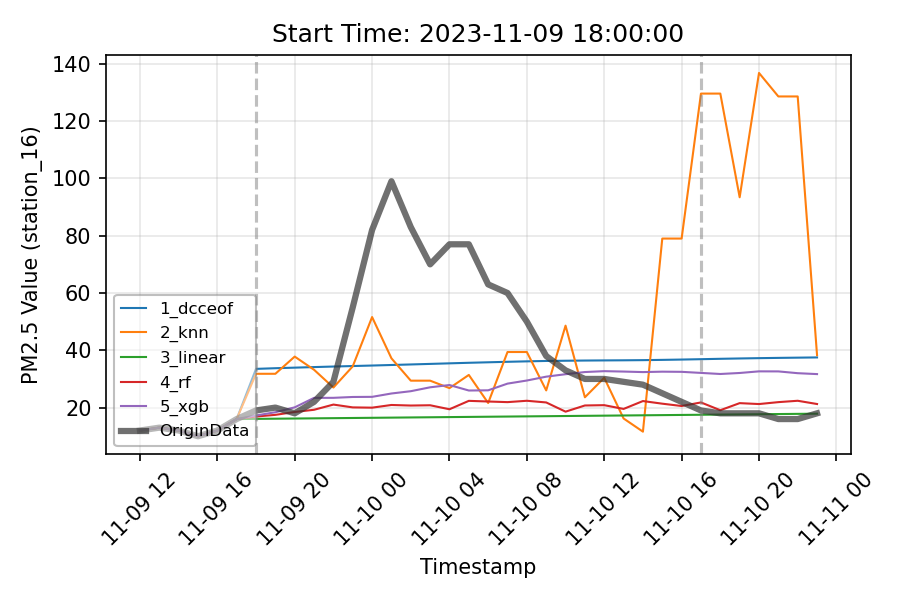 Start Time: 2023-11-09 18:00:00
PM2.5 Value (station_16)
140
120
100
80
60
40
20
1_dcceof
2_knn
3_linear
4_rf
5_xgb
OriginData
11-09 12
11-09 16
11-09 20
11-10 00
11-10 04
11-10 08
11-10 12
11-10 16
11-10 20
11-11 00
Timestamp